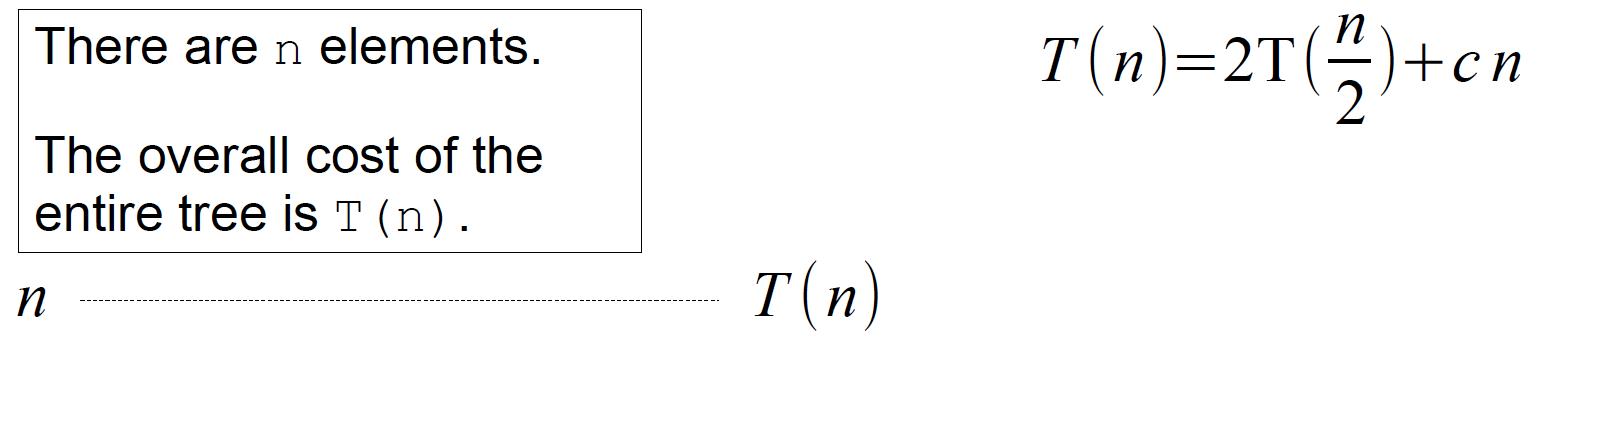 There are n elements.
The overall cost of the
entire tree is T(n).
T(n)=2T(n/2)+cn
n T(n)